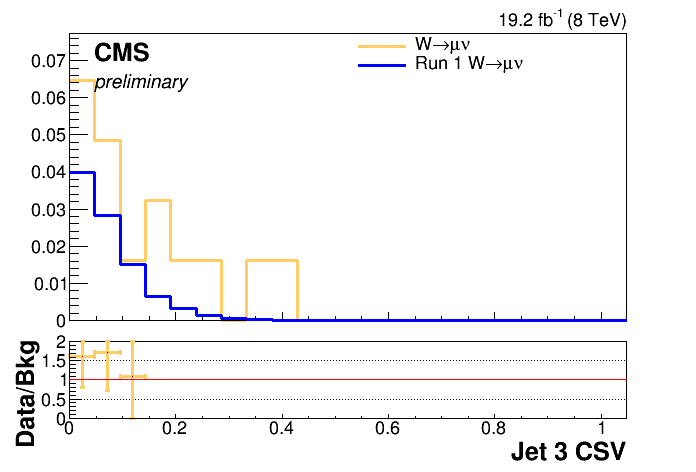 19.2 fb⁻¹ (8 TeV)
CMS
preliminary
W→μν
Run 1 W→μν
0.07
0.06
0.05
0.04
0.03
0.02
0.01
0
2
1.5
1
0.5
0
Data/Bkg
0 0.2 0.4 0.6 0.8 1
Jet 3 CSV